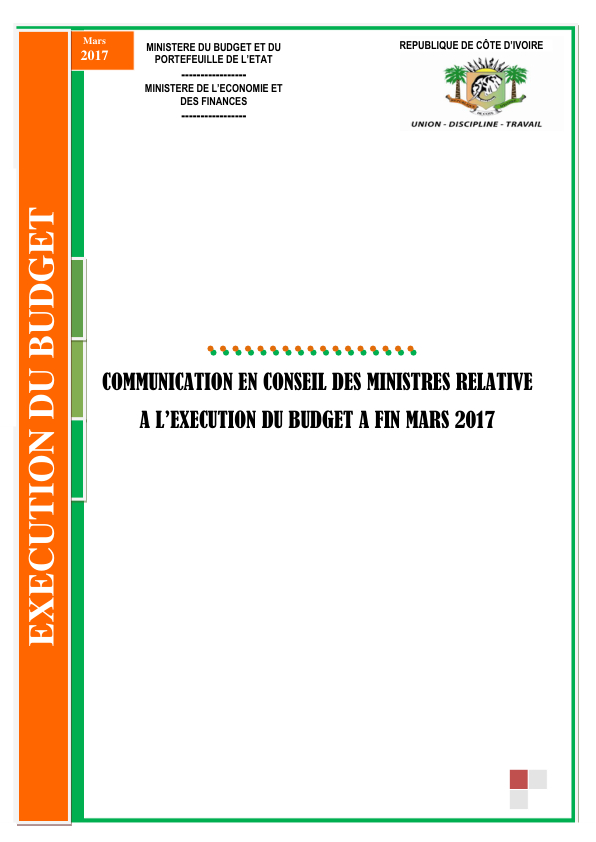 Mars
2017
MINISTERE DU BUDGET ET DU
PORTEFEUILLE DE L'ETAT
-----------------
MINISTERE DE L'ECONOMIE ET
DES FINANCES
-----------------
REPUBLIQUE DE CÔTE D'IVOIRE
UNION - DISCIPLINE - TRAVAIL
EXECUTION DU BUDGET
COMMUNICATION EN CONSEIL DES MINISTRES RELATIVE
A L'EXECUTION DU BUDGET A FIN MARS 2017